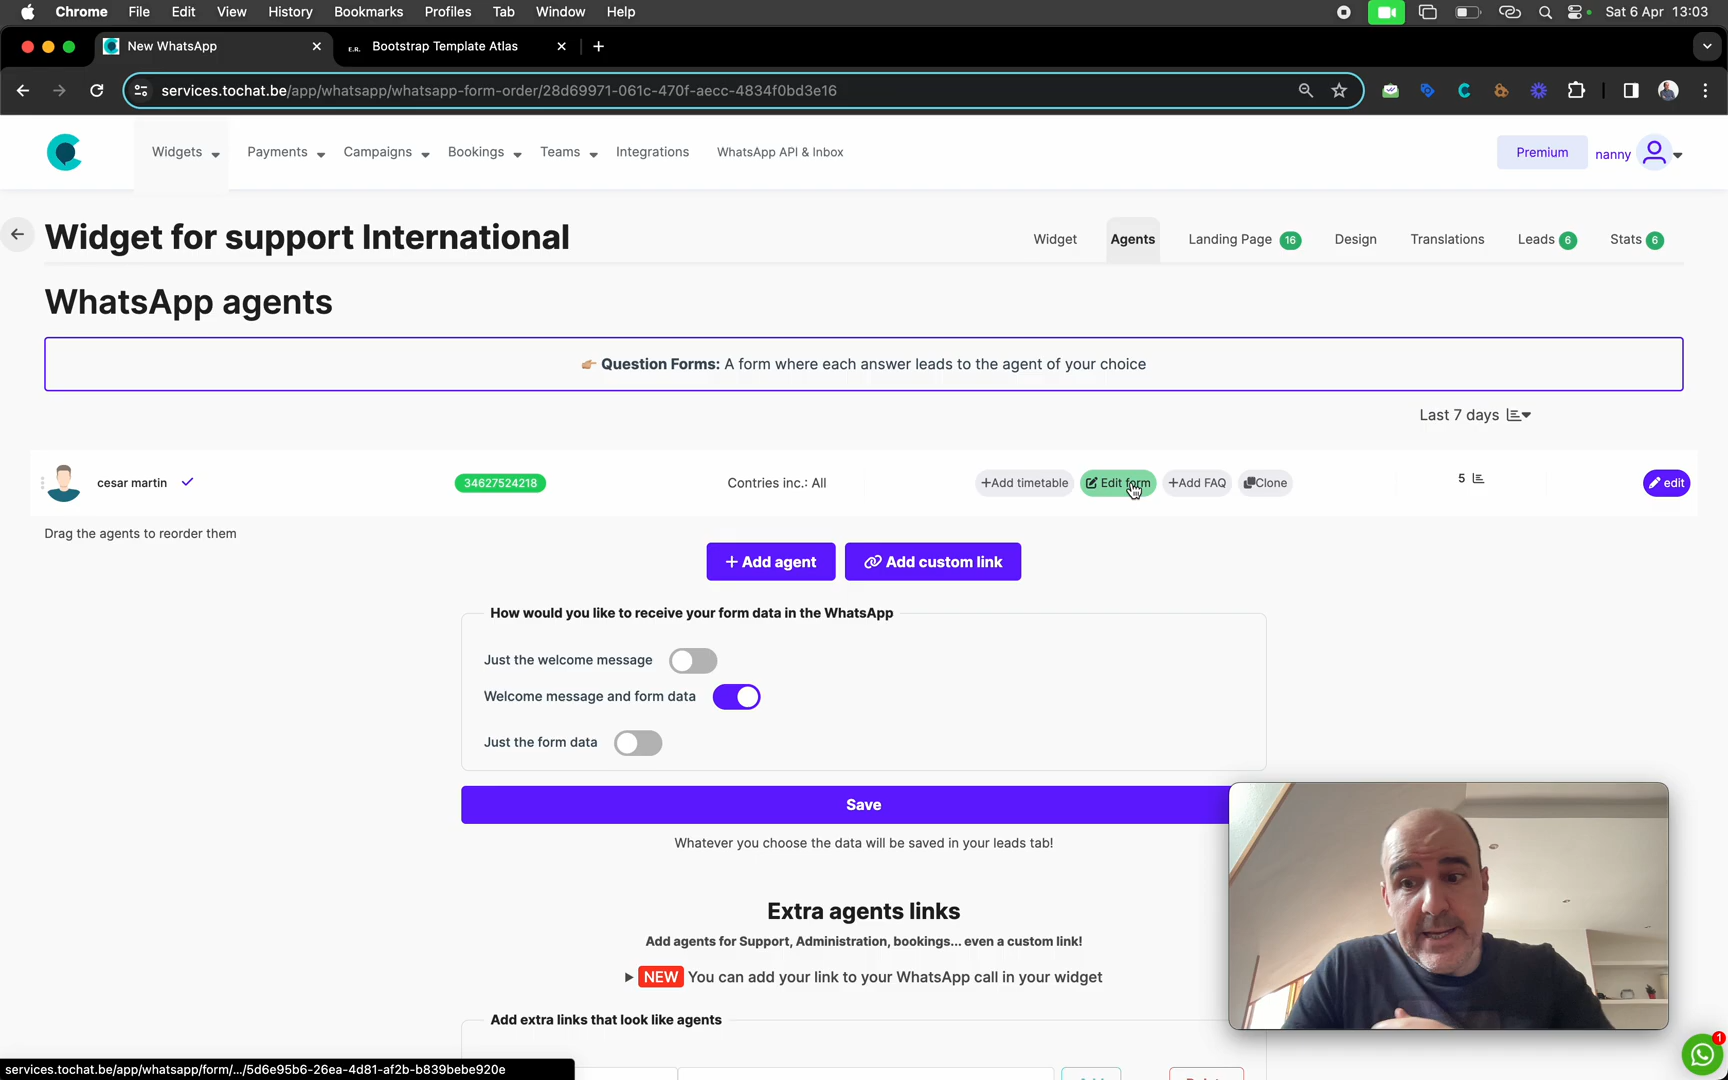 Chrome File Edit View History Bookmarks Profiles Tab Window Help Sat 6 Apr 13:03
New WhatsApp E.R. Bootstrap Template Atlas
services.tochat.be/app/whatsapp/whatsapp-form-order/28d69971-061c-470f-aecc-4834f0bd3e16
Widgets Payments Campaigns Bookings Teams Integrations WhatsApp API & Inbox Premium nanny
Widget for support International Widget Agents Landing Page 16 Design Translations Leads 6 Stats 6
WhatsApp agents
Question Forms: A form where each answer leads to the agent of your choice
Last 7 days
cesar martin 34627524218 Contries inc.: All +Add timetable Edit form +Add FAQ Clone 5 edit
Drag the agents to reorder them
+ Add agent Add custom link
How would you like to receive your form data in the WhatsApp
Just the welcome message
Welcome message and form data
Just the form data
Save
Whatever you choose the data will be saved in your leads tab!
Extra agents links
Add agents for Support, Administration, bookings... even a custom link!
NEW You can add your link to your WhatsApp call in your widget
Add extra links that look like agents
1
services.tochat.be/app/whatsapp/form/.../5d6e95b6-26ea-4d81-af2b-b839bebe920e